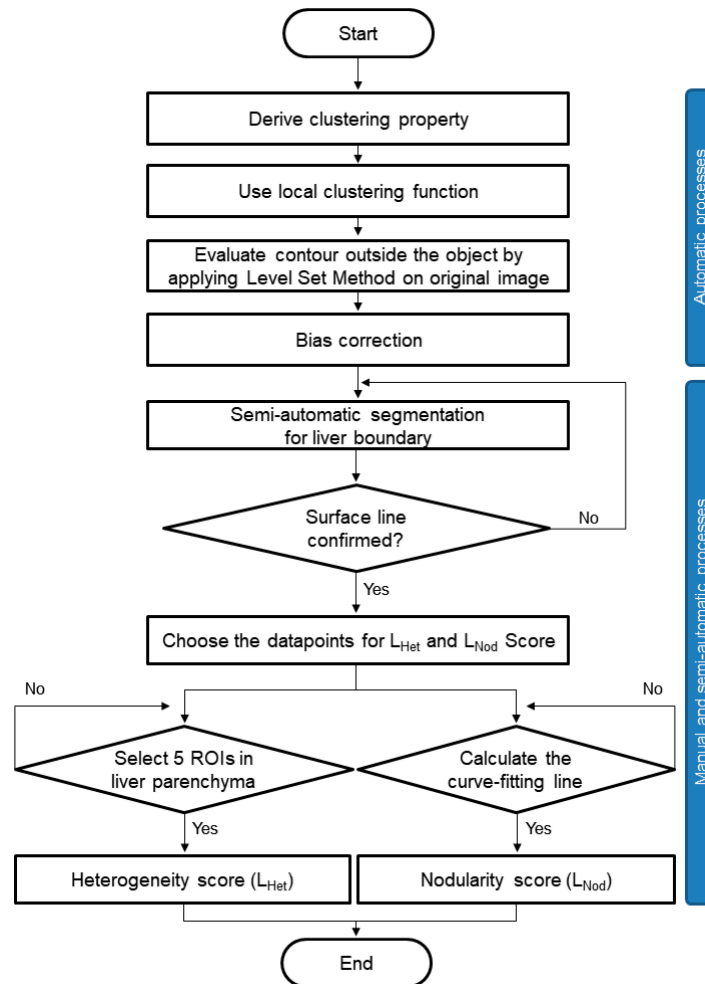 Start
Derive clustering property
Use local clustering function
Evaluate contour outside the object by
applying Level Set Method on original image
Bias correction
Automatic processes
Semi-automatic segmentation
for liver boundary
Surface line
confirmed?
No
Yes
Choose the datapoints for LHet and LNod Score
No
No
Select 5 ROIs in
liver parenchyma
Calculate the
curve-fitting line
Yes
Yes
Heterogeneity score (LHet)
Nodularity score (LNod)
Manual and semi-automatic processes
End